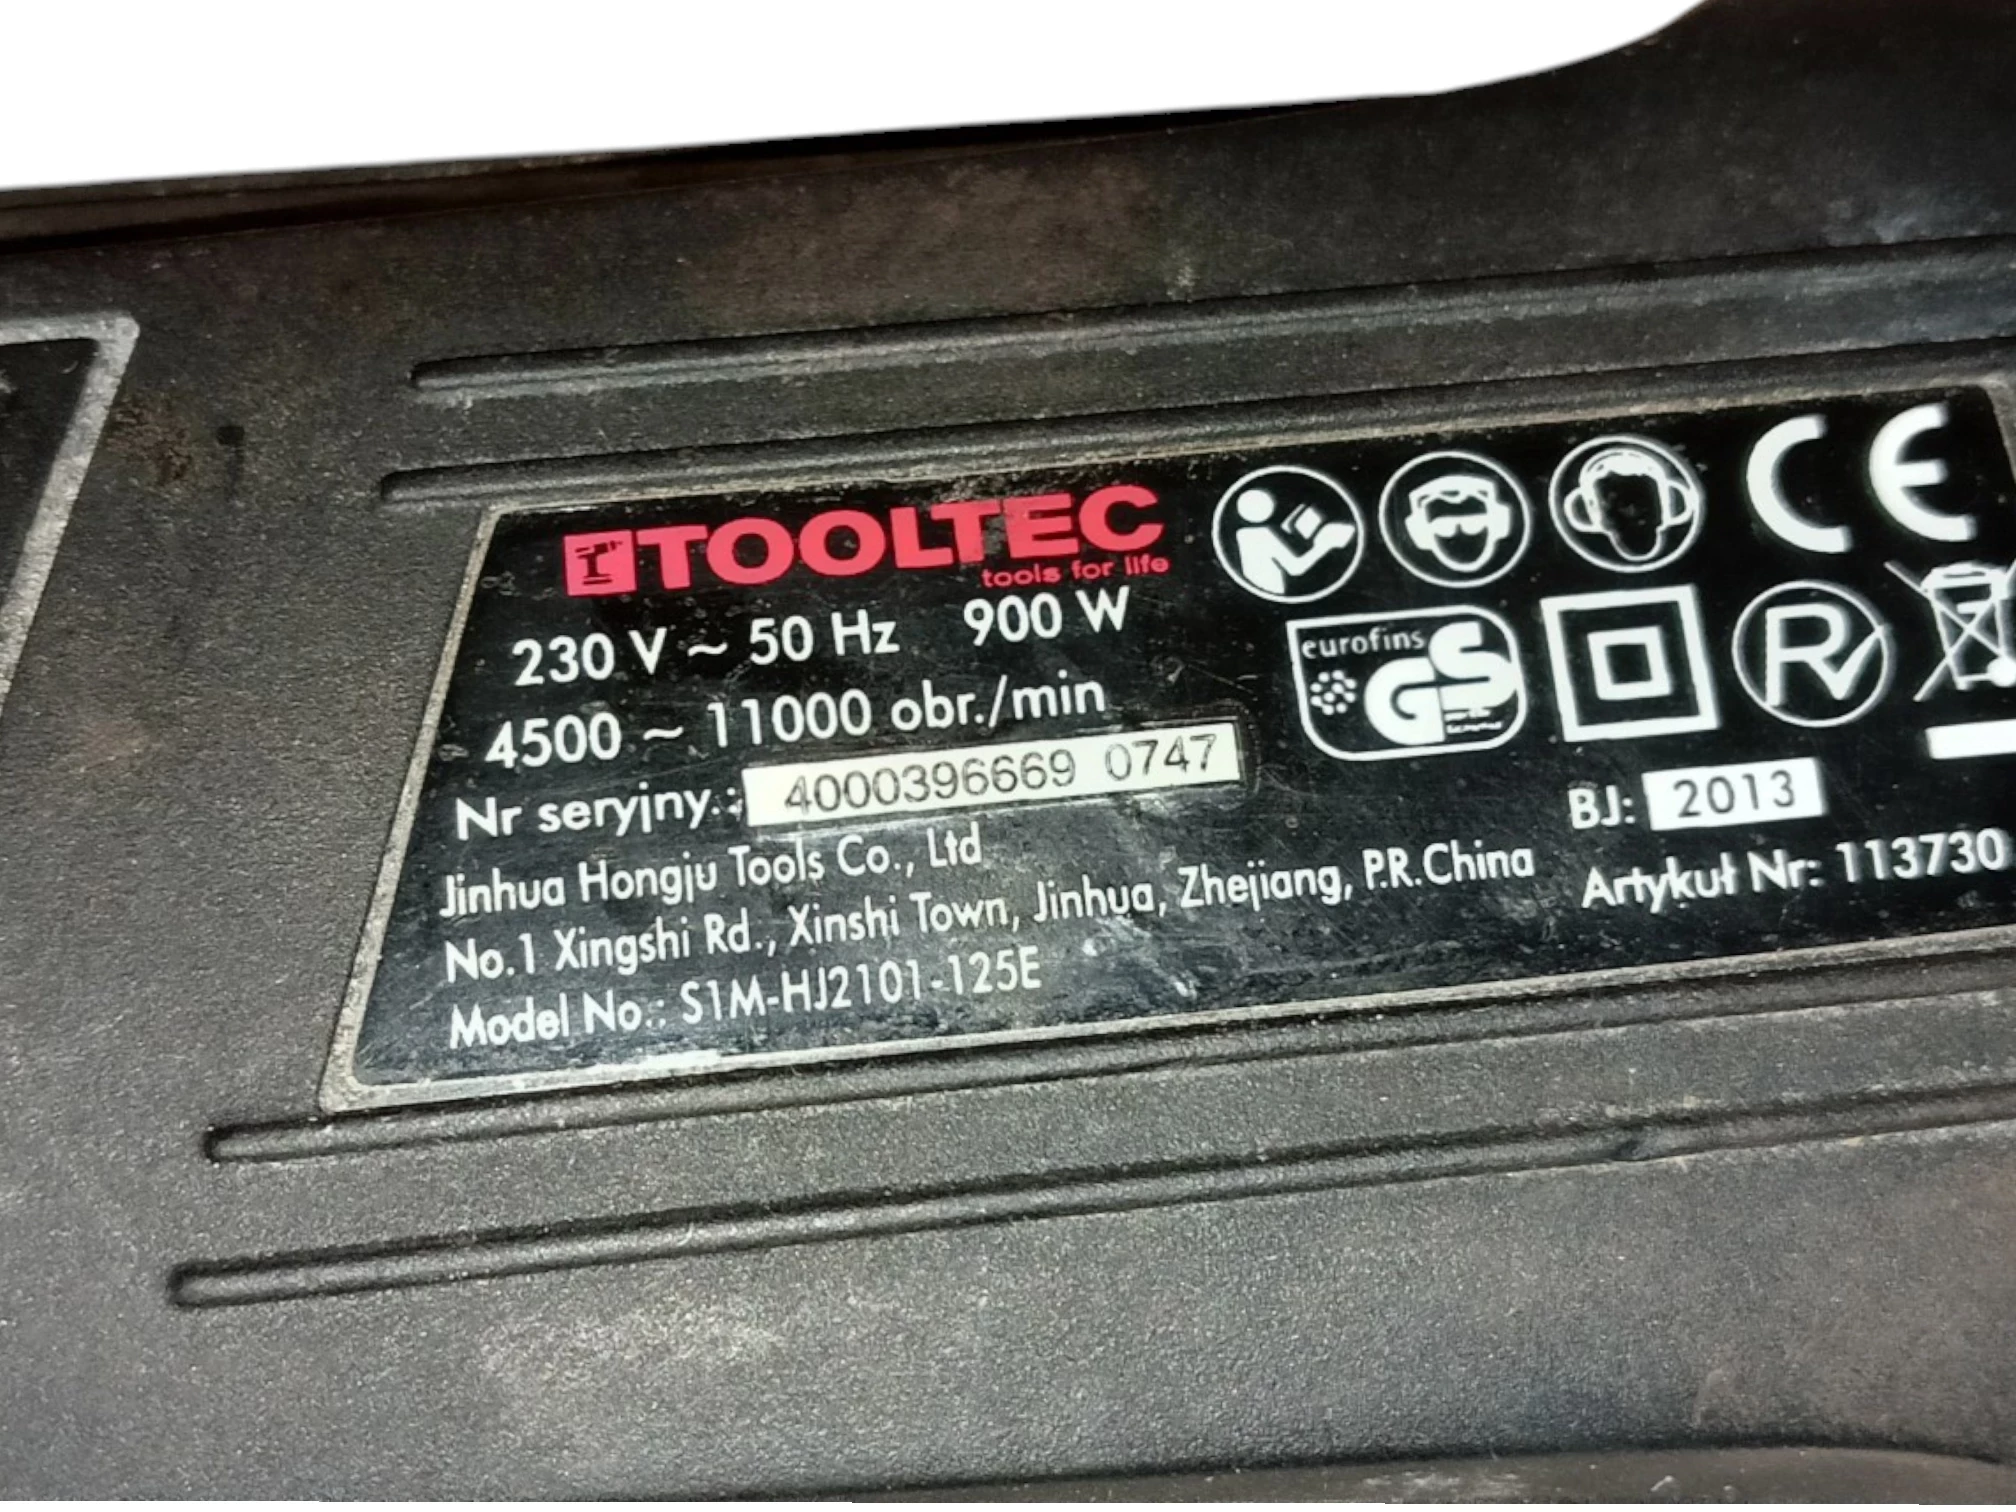 TOOLTEC
tools for life
230 V ~ 50 Hz 900 W
4500 ~ 11000 obr./min
Nr seryjny.: 4000396669 0747
Jinhua Hongju Tools Co., Ltd
No.1 Xingshi Rd., Xinshi Town, Jinhua, Zhejiang, P.R.China
Model No.: S1M-HJ2101-125E
CE
eurofins
GS
R
BJ: 2013
Artykuł Nr: 113730